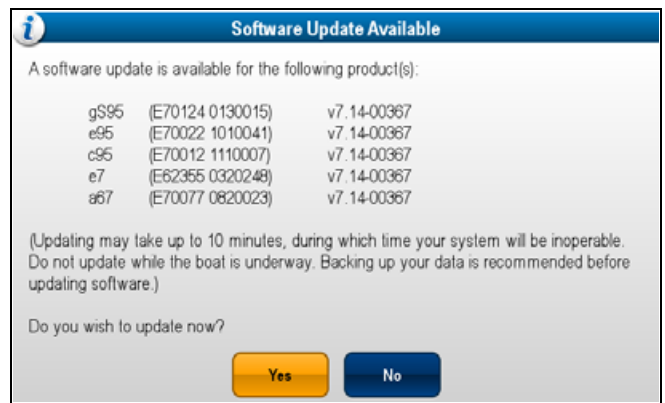 i Software Update Available
A software update is available for the following product(s):
gS95 (E70124 0130015) v7.14-00367
e95 (E70022 1010041) v7.14-00367
c95 (E70012 1110007) v7.14-00367
e7 (E62355 0320248) v7.14-00367
a67 (E70077 0820023) v7.14-00367
(Updating may take up to 10 minutes, during which time your system will be inoperable.
Do not update while the boat is underway. Backing up your data is recommended before
updating software.)
Do you wish to update now?
Yes No